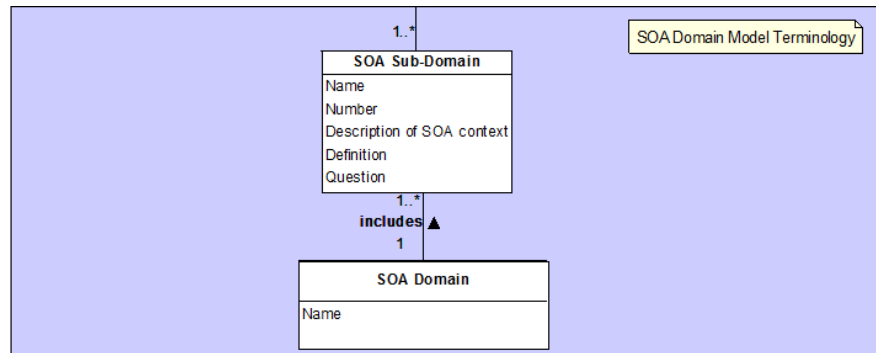 1..*
SOA Domain Model Terminology
SOA Sub-Domain
Name
Number
Description of SOA context
Definition
Question
1..*
includes
1
SOA Domain
Name